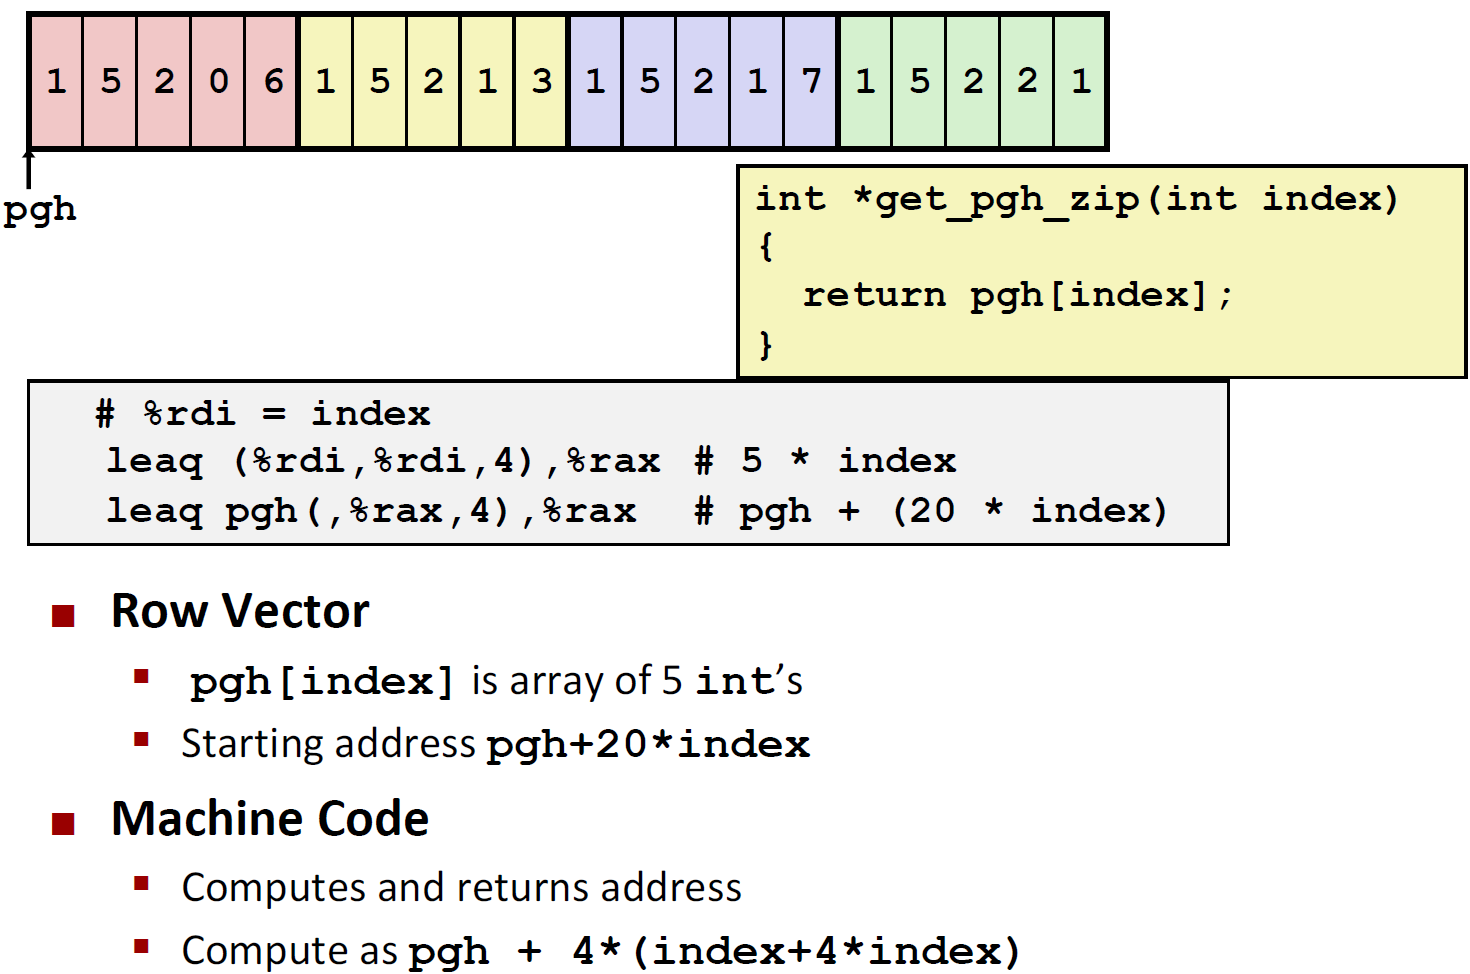 1 5 2 0 6 1 5 2 1 3 1 5 2 1 7 1 5 2 2 1
pgh
int *get_pgh_zip(int index)
{
  return pgh[index];
}
# %rdi = index
leaq (%rdi,%rdi,4),%rax # 5 * index
leaq pgh(,%rax,4),%rax # pgh + (20 * index)
Row Vector
pgh[index] is array of 5 int's
Starting address pgh+20*index
Machine Code
Computes and returns address
Compute as pgh + 4*(index+4*index)